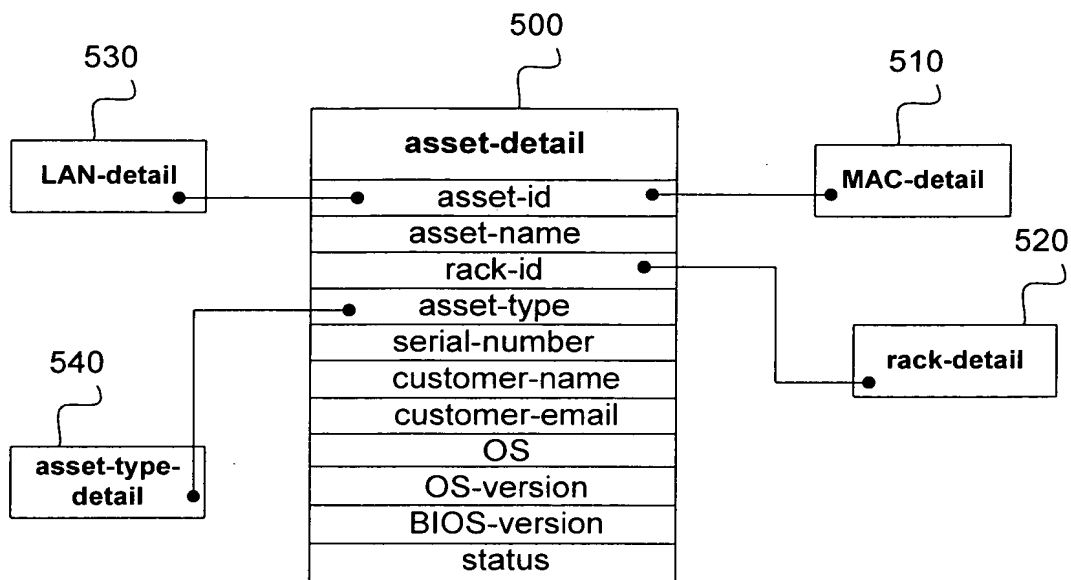 500
530
510
asset-detail
LAN-detail
MAC-detail
asset-id
asset-name
520
rack-id
asset-type
serial-number
rack-detail
540
customer-name
customer-email
OS
asset-type-
detail
OS-version
BIOS-version
status